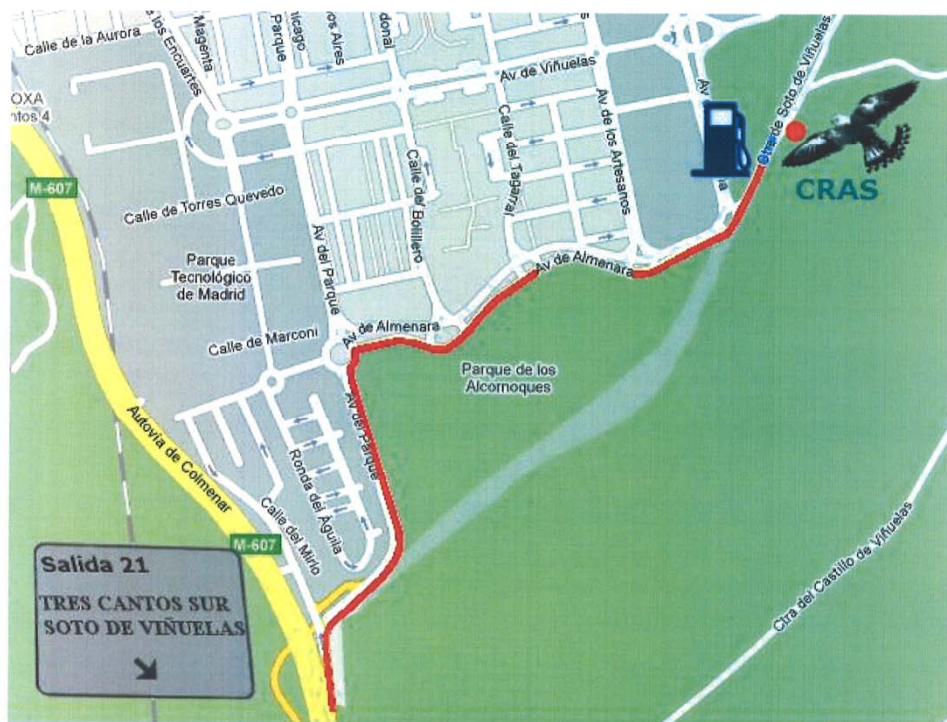 Calle de la Aurora
Magenta
Parque
Av de Viñuelas
Ctra de Soto de Viñuelas
M-607
Calle de Torres Quevedo
Calle del Bolillero
Calle del Tagarral
Av de los Artesanos
CRAS
Parque
Tecnológico
de Madrid
Av del Parque
Av de Almenara
Calle de Marconi
Av de Almenara
Parque de los
Alcornoques
Av del Parque
Autovía de Colmenar
Ronda del Águila
Calle del Mirlo
M-607
Ctra del Castillo de Viñuelas
Salida 21
TRES CANTOS SUR
SOTO DE VIÑUELAS